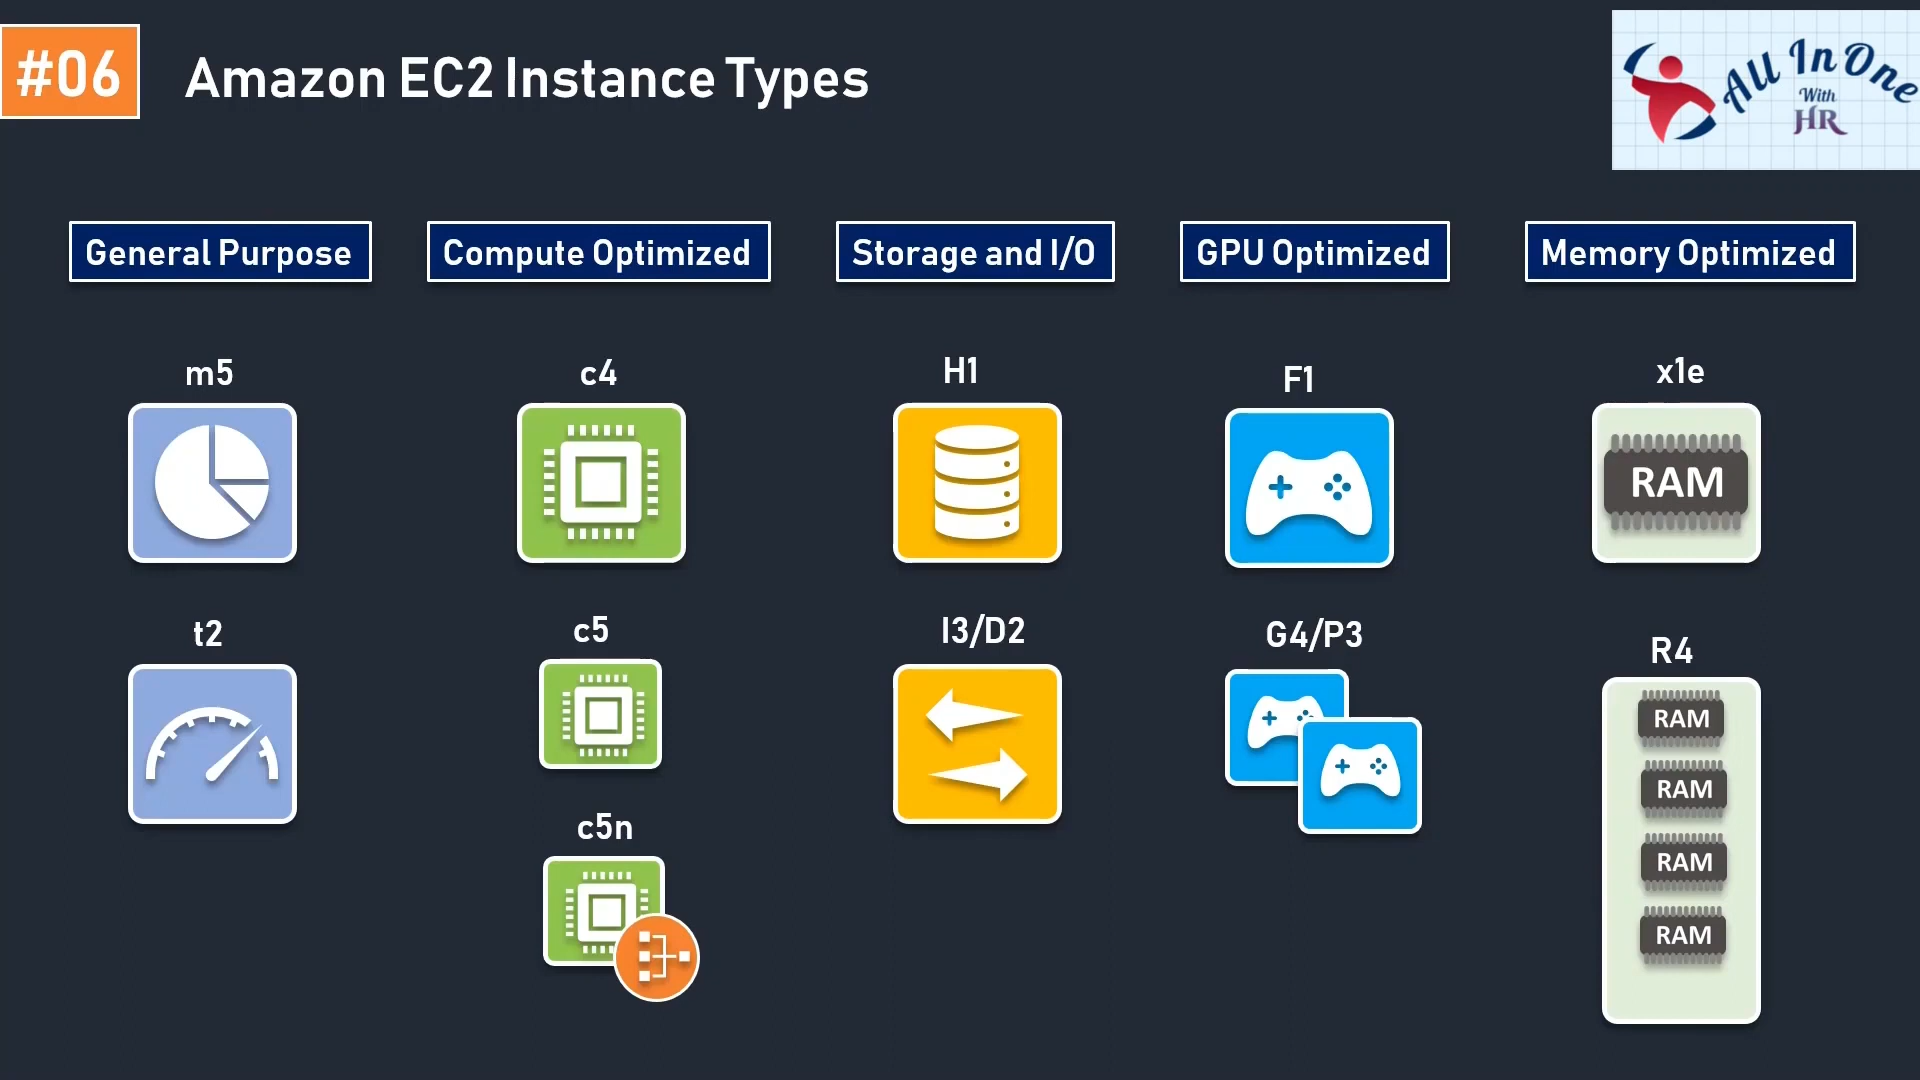 #06
Amazon EC2 Instance Types
All In One
With
HR
General Purpose
Compute Optimized
Storage and I/O
GPU Optimized
Memory Optimized
m5
c4
H1
F1
x1e
RAM
t2
c5
I3/D2
G4/P3
R4
RAM
RAM
RAM
RAM
c5n